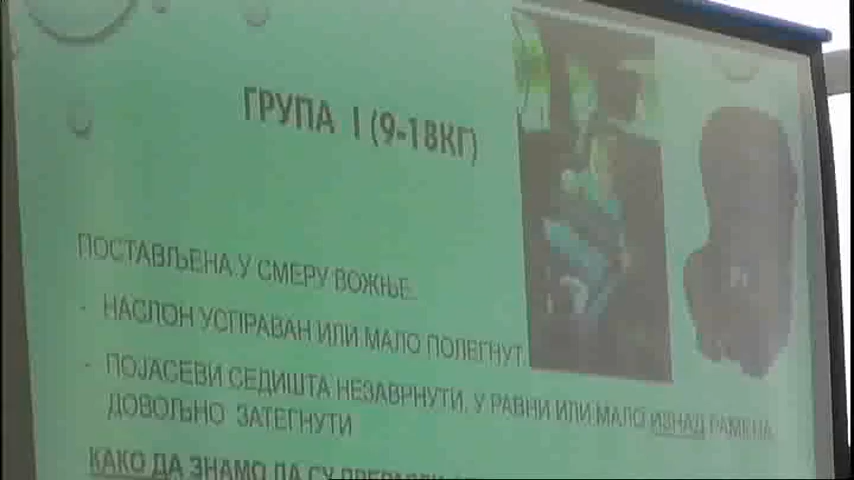 ГРУПА I (9-18КГ)
ПОСТАВЉЕНА У СМЕРУ ВОЖЊЕ.
- НАСЛОН УСПРАВАН ИЛИ МАЛО ПОЛЕГНУТ
- ПОЈАСЕВИ СЕДИШТА НЕЗАВРНУТИ, У РАВНИ ИЛИ МАЛО ИЗНАД РАМЕНА,
ДОВОЉНО ЗАТЕГНУТИ
КАКО ДА ЗНАМО ДА СУ